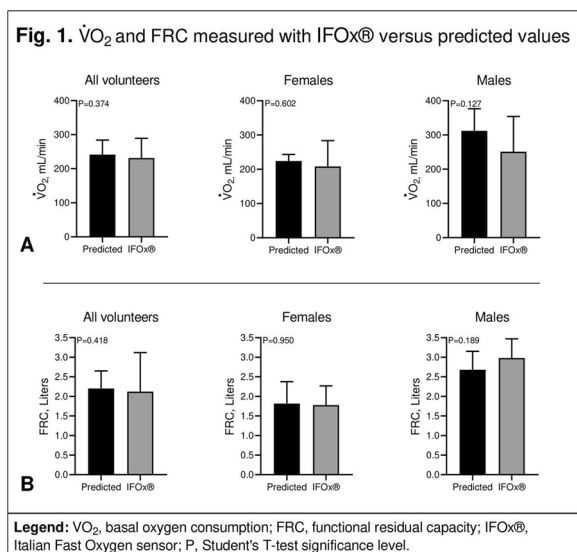 Fig. 1. V̇O₂ and FRC measured with IFOx® versus predicted values
All volunteers
P=0.374
V̇O₂, mL/min
400
300
200
100
0
Predicted IFOx®
Females
P=0.602
V̇O₂, mL/min
400
300
200
100
0
Predicted IFOx®
Males
P=0.127
V̇O₂, mL/min
400
300
200
100
0
Predicted IFOx®
A
All volunteers
P=0.418
FRC, Liters
3.5
3.0
2.5
2.0
1.5
1.0
0.5
0.0
Predicted IFOx®
Females
P=0.950
FRC, Liters
3.5
3.0
2.5
2.0
1.5
1.0
0.5
0.0
Predicted IFOx®
Males
P=0.189
FRC, Liters
3.5
3.0
2.5
2.0
1.5
1.0
0.5
0.0
Predicted IFOx®
B
Legend: VO₂, basal oxygen consumption; FRC, functional residual capacity; IFOx®,
Italian Fast Oxygen sensor; P, Student's T-test significance level.